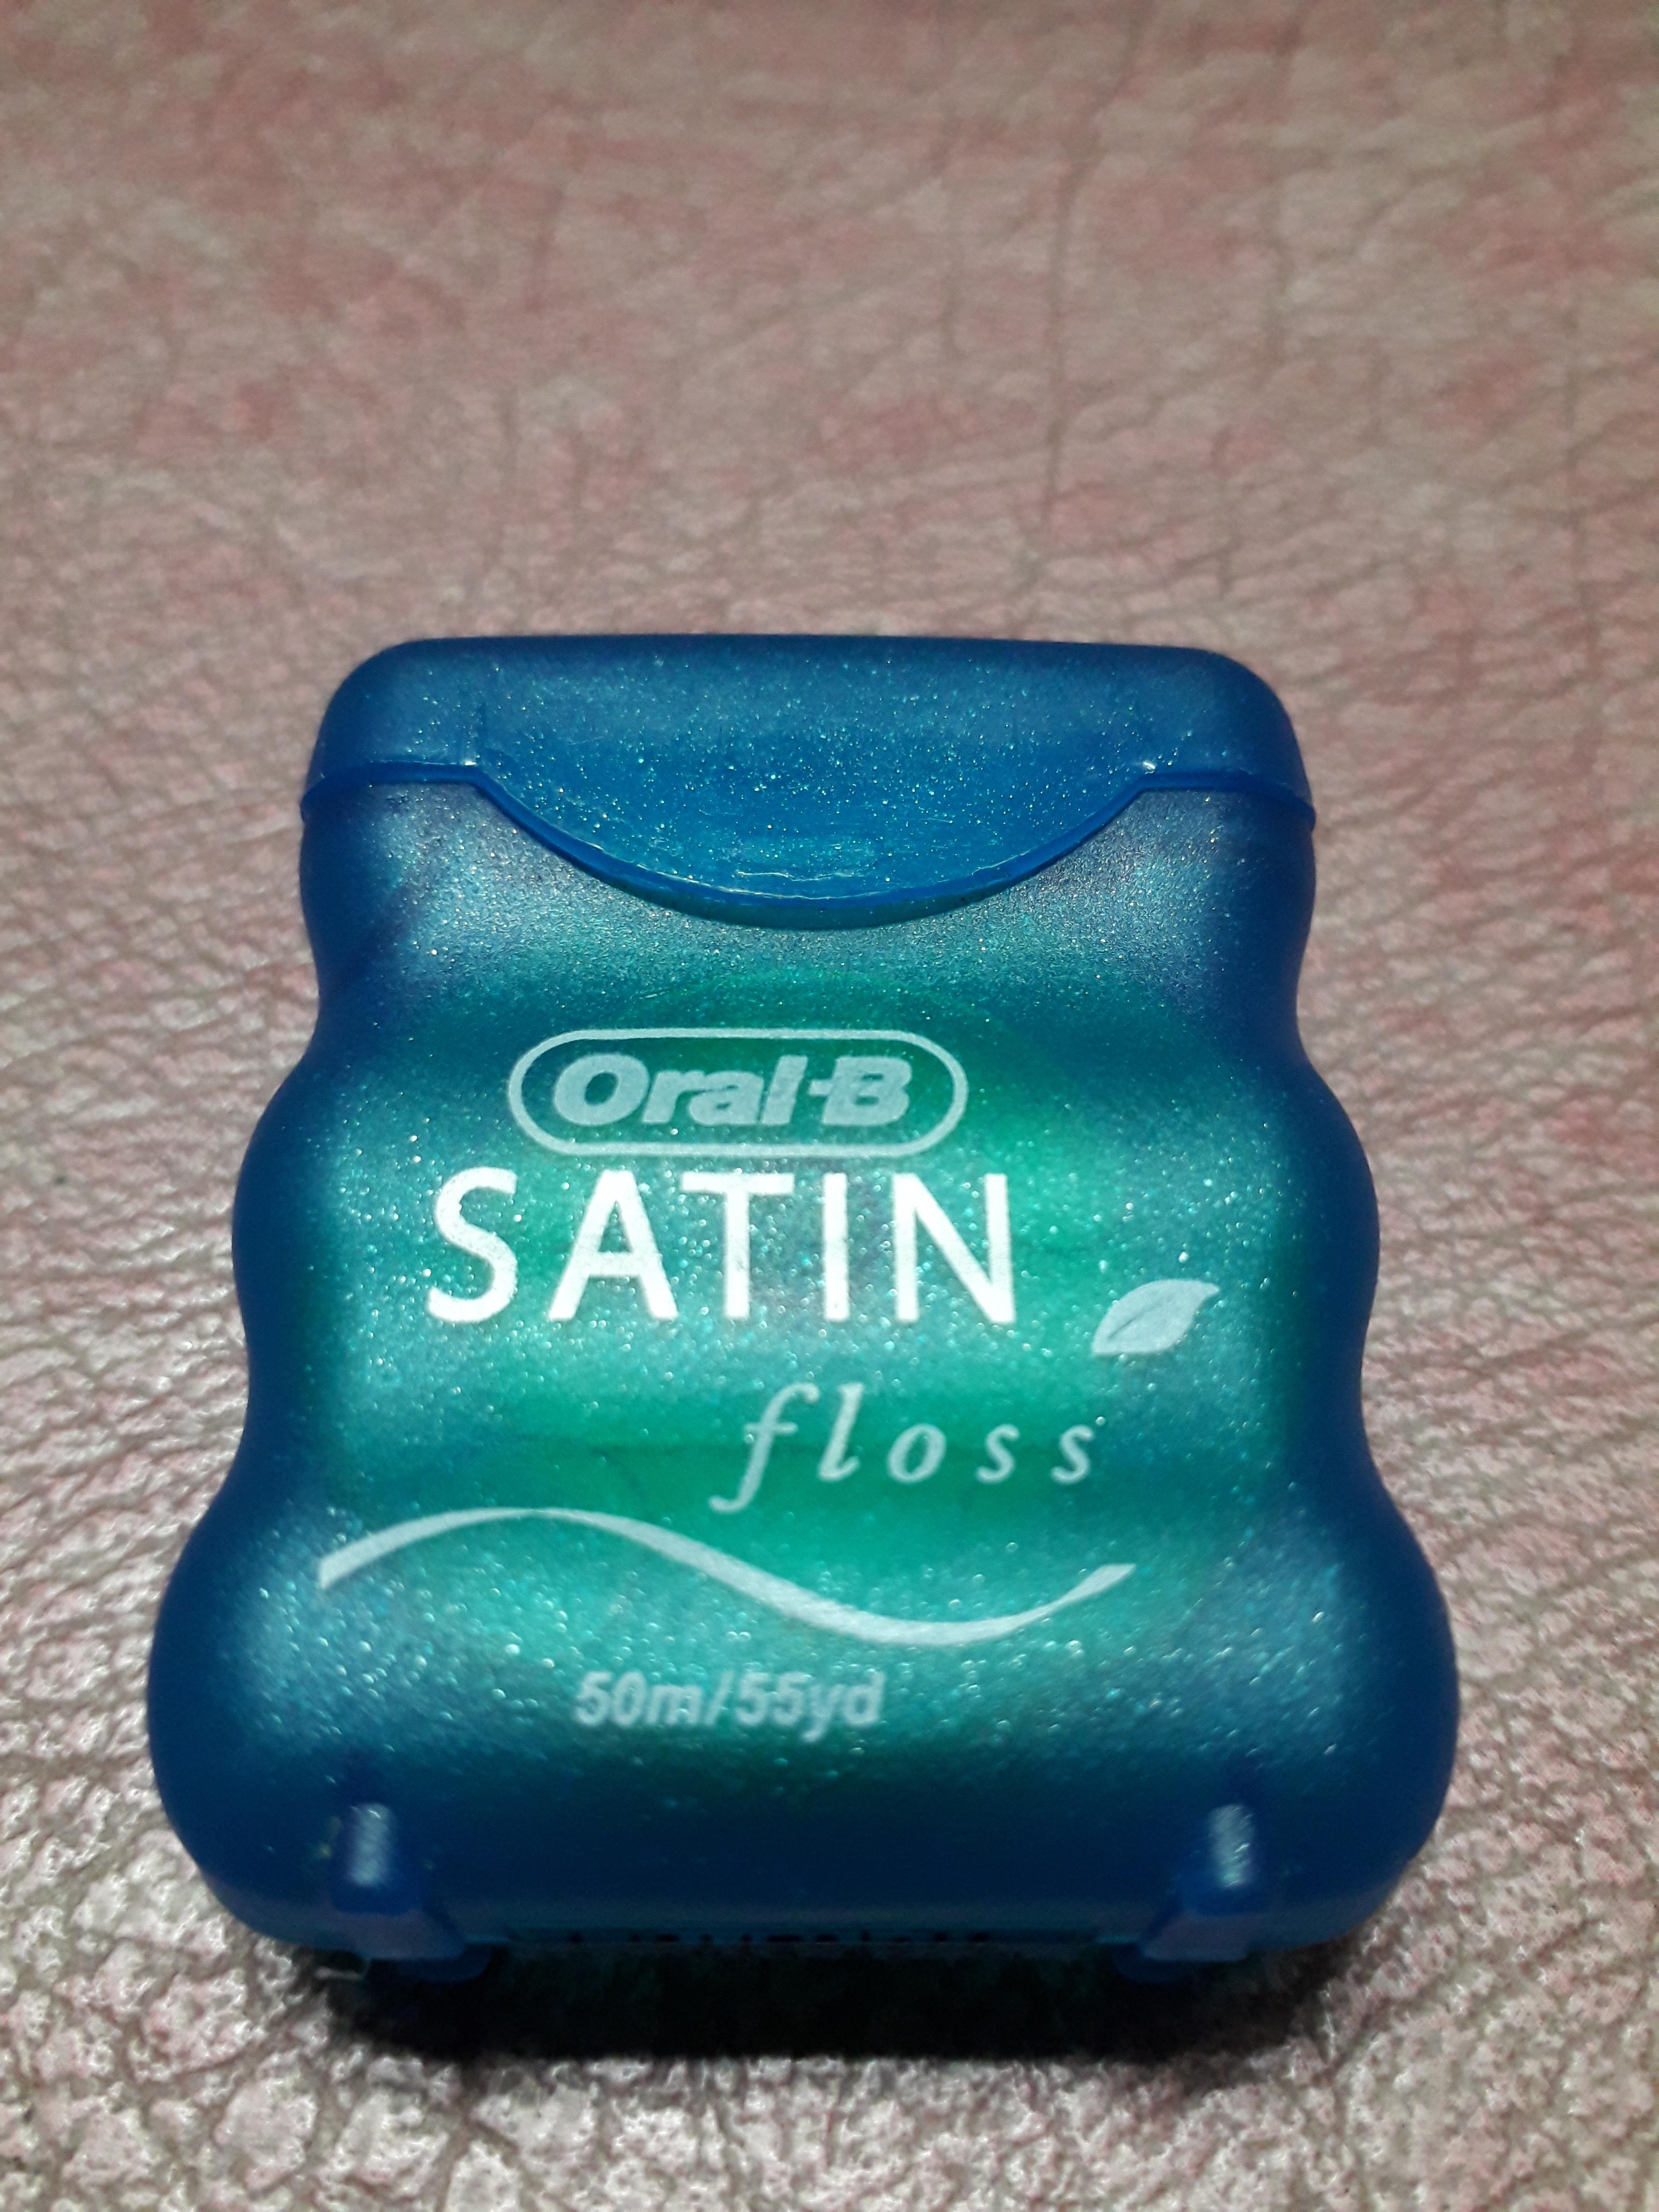 Oral-B
SATIN
floss
50m/55yd